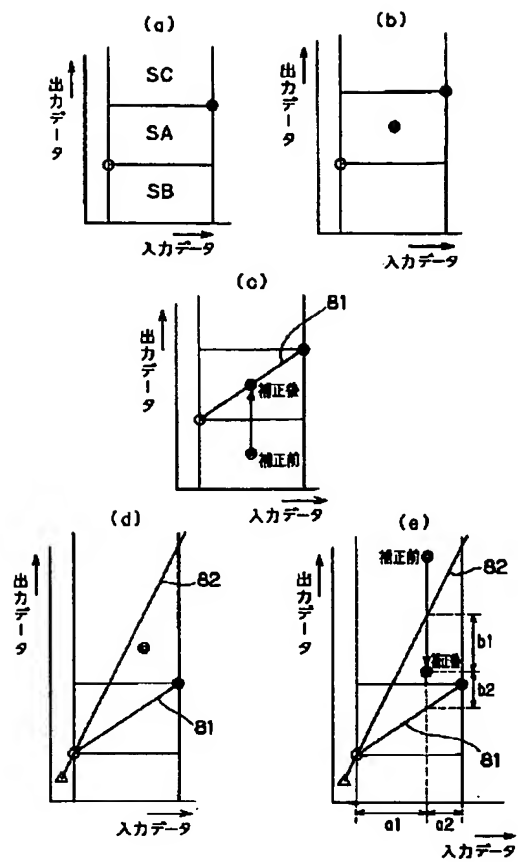 (a)
SC
SA
SB
出力データ
入力データ
(b)
出力データ
入力データ
(c)
81
補正後
補正前
出力データ
入力データ
(d)
82
81
出力データ
入力データ
(e)
補正前
82
補正後
b1
b2
81
a1
a2
出力データ
入力データ